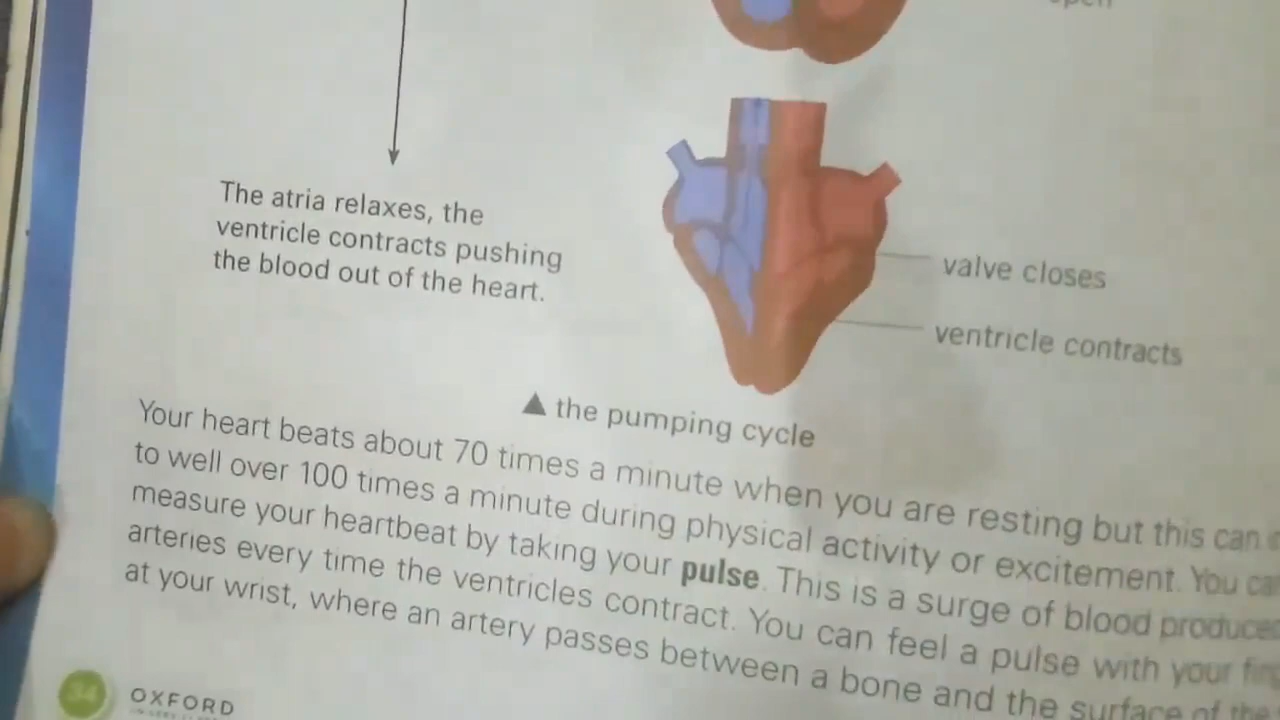 The atria relaxes, the
ventricle contracts pushing
the blood out of the heart.
valve closes
ventricle contracts
▲ the pumping cycle
Your heart beats about 70 times a minute when you are resting but this can
to well over 100 times a minute during physical activity or excitement. You
measure your heartbeat by taking your pulse. This is a surge of blood
arteries every time the ventricles contract. You can feel a pulse with your
at your wrist, where an artery passes between a bone and the surface of
34
OXFORD